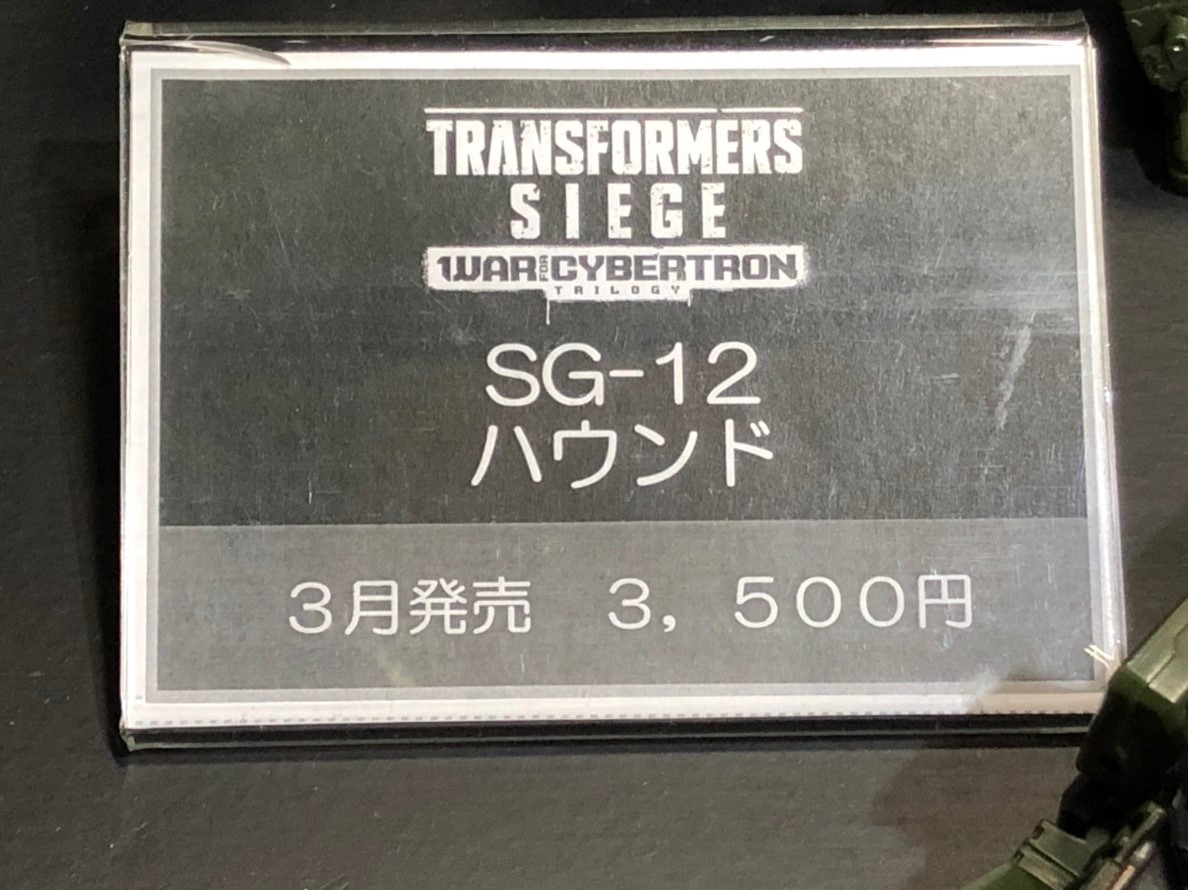 TRANSFORMERS
SIEGE
WAR FOR CYBERTRON
TRILOGY
SG-12
ハウンド
3月発売　3，500円